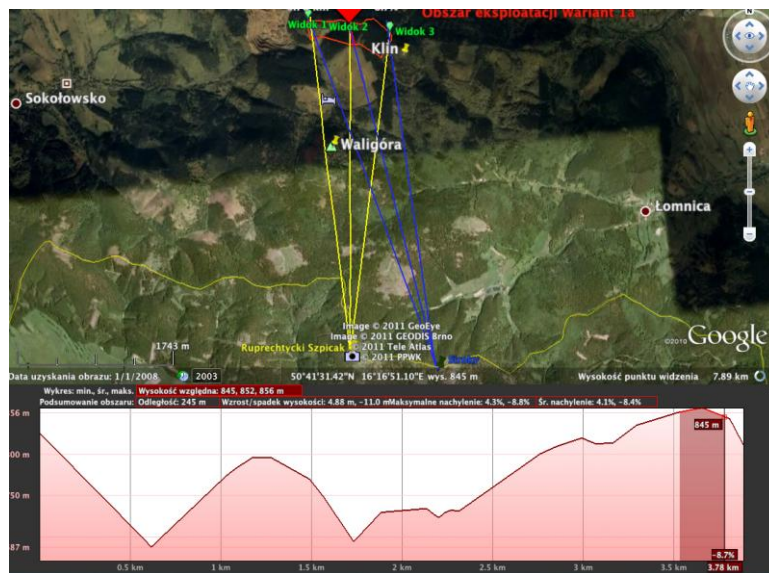 Obszar eksploatacji Wariant 1a
Widok 1
Widok 2
Widok 3
Klin
Sokołowsko
Waligóra
Łomnica
Image © 2011 GeoEye
Image © 2011 GEODIS Brno
Ruprechtycki Szpicak
© 2011 Tele Atlas
© 2011 PPWK
1743 m
©2010 Google
Data uzyskania obrazu: 1/1/2008
2003
50°41'31.42"N 16°16'51.10"E wys. 845 m
Wysokość punktu widzenia 7.89 km
Wykres: min., śr., maks. Wysokość względna: 845, 852, 856 m
Podsumowanie obszaru: Odległość: 245 m Wzrost/spadek wysokości: 4.88 m, -11.0 m Maksymalne nachylenie: 4.3%, -8.8% Śr. nachylenie: 4.1%, -8.4%
56 m
845 m
00 m
50 m
87 m
-8.7%
0.5 km
1 km
1.5 km
2 km
2.5 km
3 km
3.5 km
3.78 km